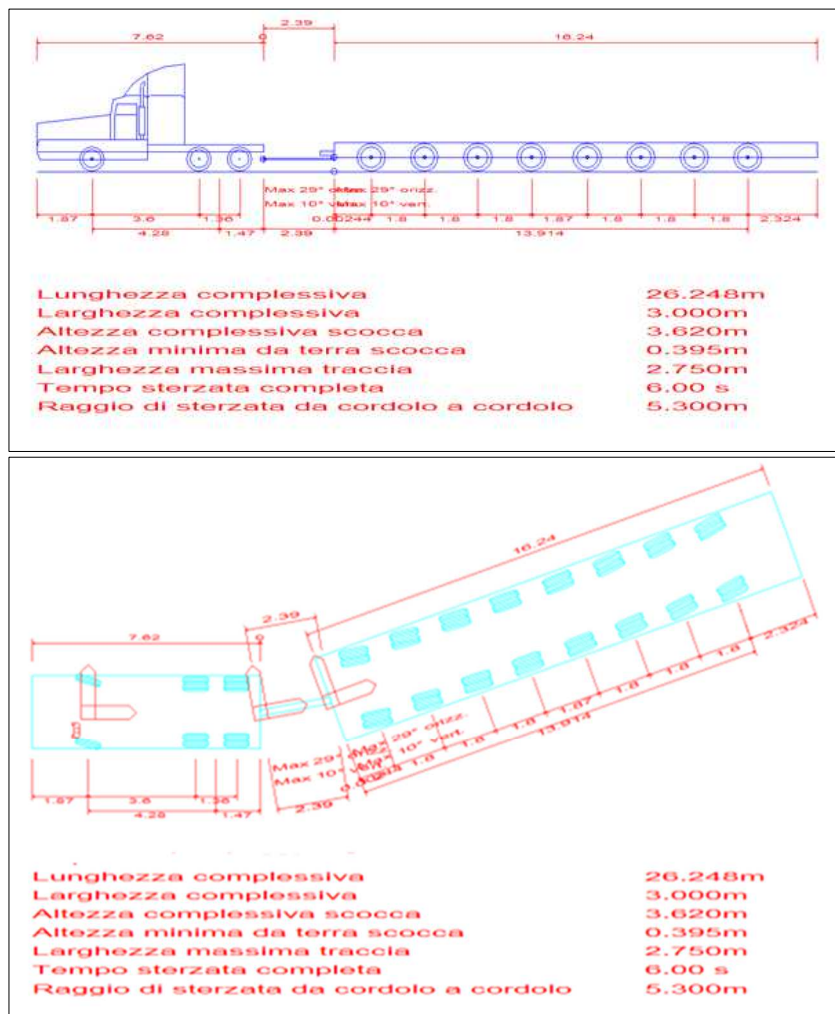 2.39
7.62 0 16.24
Max 29° orizz.
Max 10° vert.
1.87 3.6 1.36 1.8 1.8 1.8 1.87 1.8 1.8 1.8 2.324
4.28 1.47 2.39 13.914
Lunghezza complessiva 26.248m
Larghezza complessiva 3.000m
Altezza complessiva scocca 3.620m
Altezza minima da terra scocca 0.395m
Larghezza massima traccia 2.750m
Tempo sterzata completa 6.00 s
Raggio di sterzata da cordolo a cordolo 5.300m
16.24
2.39
7.62 0
2.324
1.8
1.8
1.8
1.87
1.8
1.8
1.8
13.914
Max 29° orizz.
Max 10° vert.
2.39
1.87 3.6 1.36
4.28 1.47
Lunghezza complessiva 26.248m
Larghezza complessiva 3.000m
Altezza complessiva scocca 3.620m
Altezza minima da terra scocca 0.395m
Larghezza massima traccia 2.750m
Tempo sterzata completa 6.00 s
Raggio di sterzata da cordolo a cordolo 5.300m